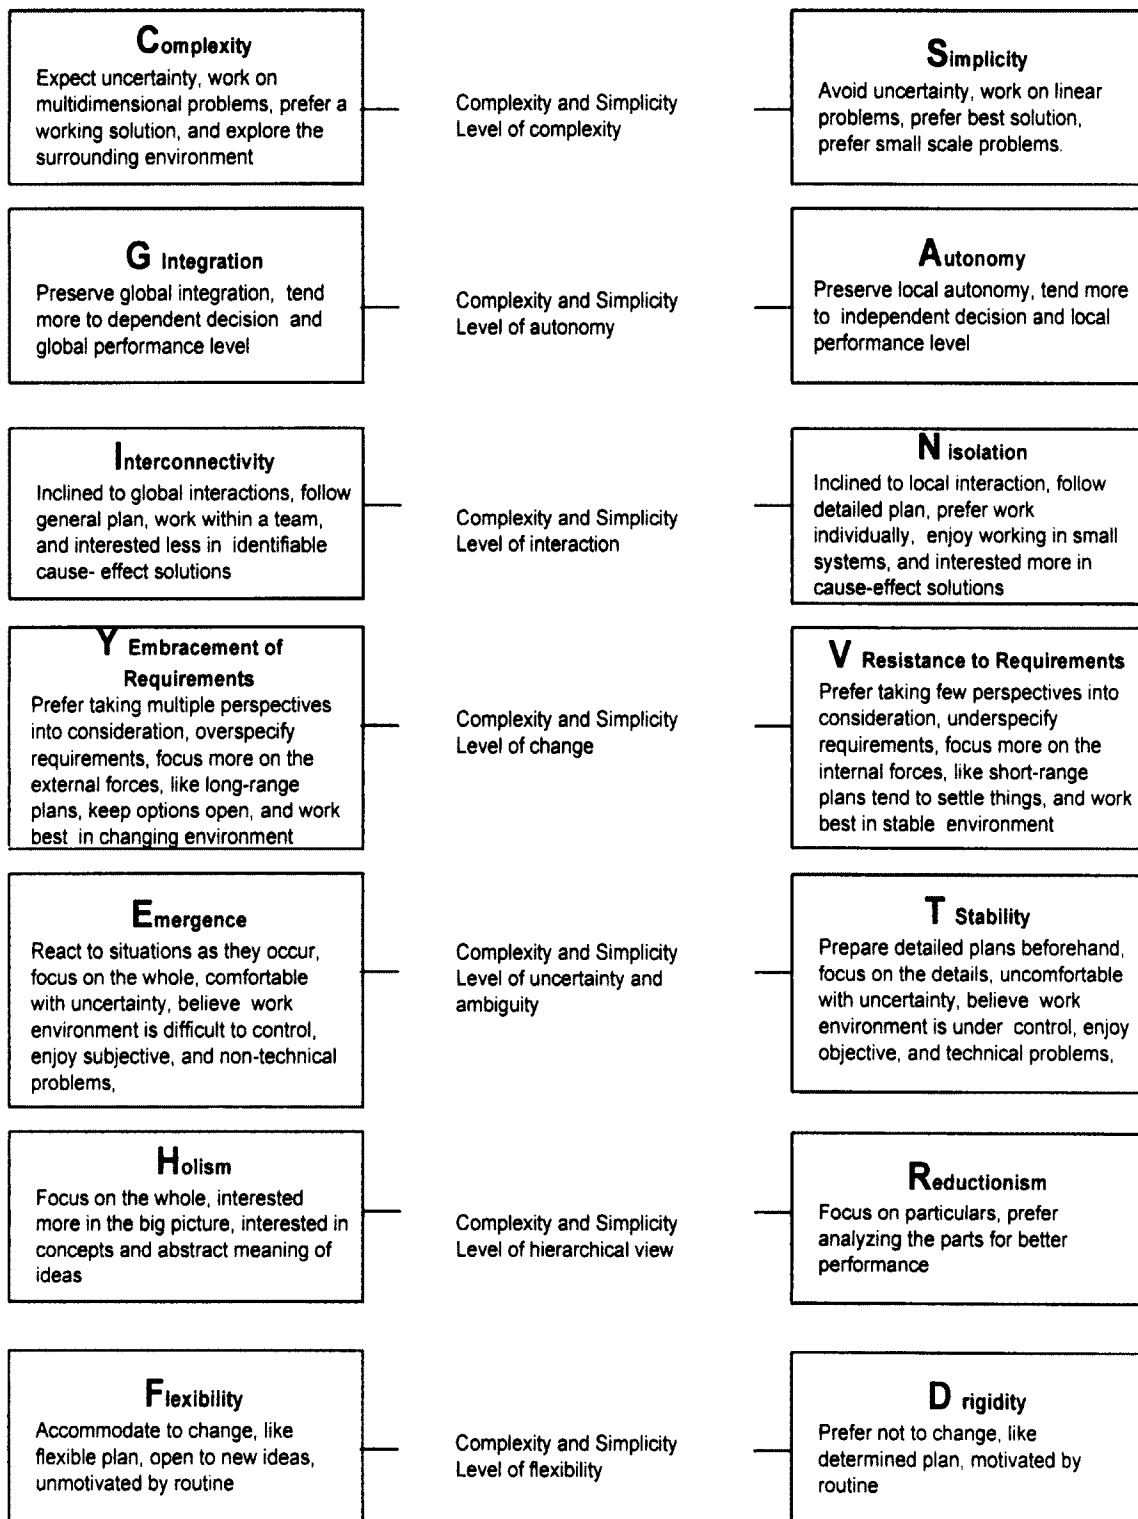 Complexity
Expect uncertainty, work on
multidimensional problems, prefer a
working solution, and explore the
surrounding environment
Complexity and Simplicity
Level of complexity
Simplicity
Avoid uncertainty, work on linear
problems, prefer best solution,
prefer small scale problems.
G Integration
Preserve global integration, tend
more to dependent decision and
global performance level
Complexity and Simplicity
Level of autonomy
Autonomy
Preserve local autonomy, tend more
to independent decision and local
performance level
Interconnectivity
Inclined to global interactions, follow
general plan, work within a team,
and interested less in identifiable
cause- effect solutions
Complexity and Simplicity
Level of interaction
N isolation
Inclined to local interaction, follow
detailed plan, prefer work
individually, enjoy working in small
systems, and interested more in
cause-effect solutions
Y Embracement of
Requirements
Prefer taking multiple perspectives
into consideration, overspecify
requirements, focus more on the
external forces, like long-range
plans, keep options open, and work
best in changing environment
Complexity and Simplicity
Level of change
V Resistance to Requirements
Prefer taking few perspectives into
consideration, underspecify
requirements, focus more on the
internal forces, like short-range
plans tend to settle things, and work
best in stable environment
Emergence
React to situations as they occur,
focus on the whole, comfortable
with uncertainty, believe work
environment is difficult to control,
enjoy subjective, and non-technical
problems,
Complexity and Simplicity
Level of uncertainty and
ambiguity
T Stability
Prepare detailed plans beforehand,
focus on the details, uncomfortable
with uncertainty, believe work
environment is under control, enjoy
objective, and technical problems,
Holism
Focus on the whole, interested
more in the big picture, interested in
concepts and abstract meaning of
ideas
Complexity and Simplicity
Level of hierarchical view
Reductionism
Focus on particulars, prefer
analyzing the parts for better
performance
Flexibility
Accommodate to change, like
flexible plan, open to new ideas,
unmotivated by routine
Complexity and Simplicity
Level of flexibility
D rigidity
Prefer not to change, like
determined plan, motivated by
routine